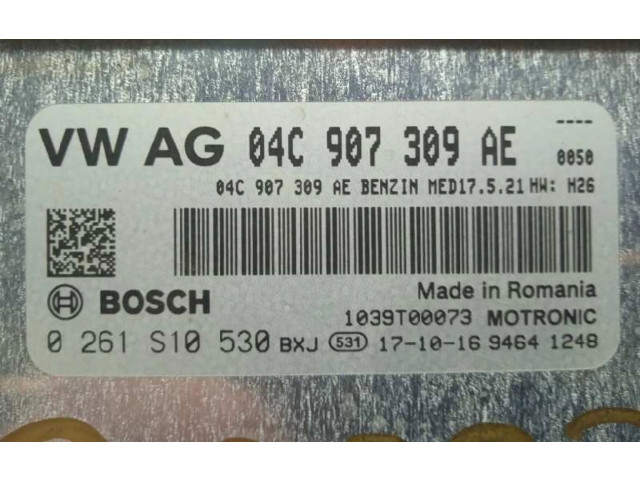 VW AG 04C 907 309 AE ---- 0050
04C 907 309 AE BENZIN MED17.5.21 HW: H26
BOSCH Made in Romania
1039T00073 MOTRONIC
0 261 S10 530 BXJ 531 17-10-16 9464 1248